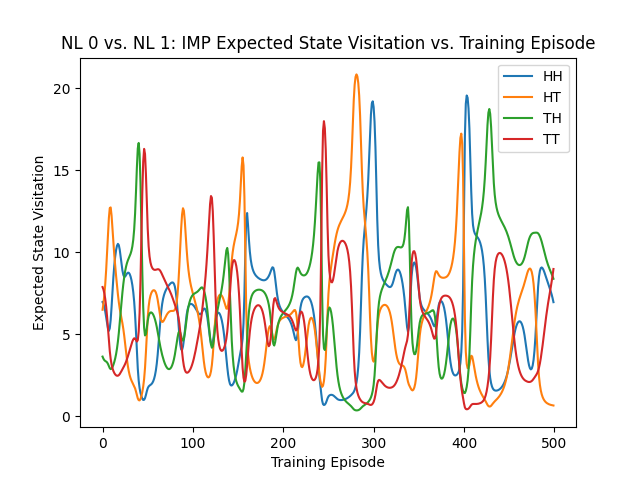 NL 0 vs. NL 1: IMP Expected State Visitation vs. Training Episode
HH
HT
TH
TT
20
15
10
5
0
Expected State Visitation
0 100 200 300 400 500
Training Episode